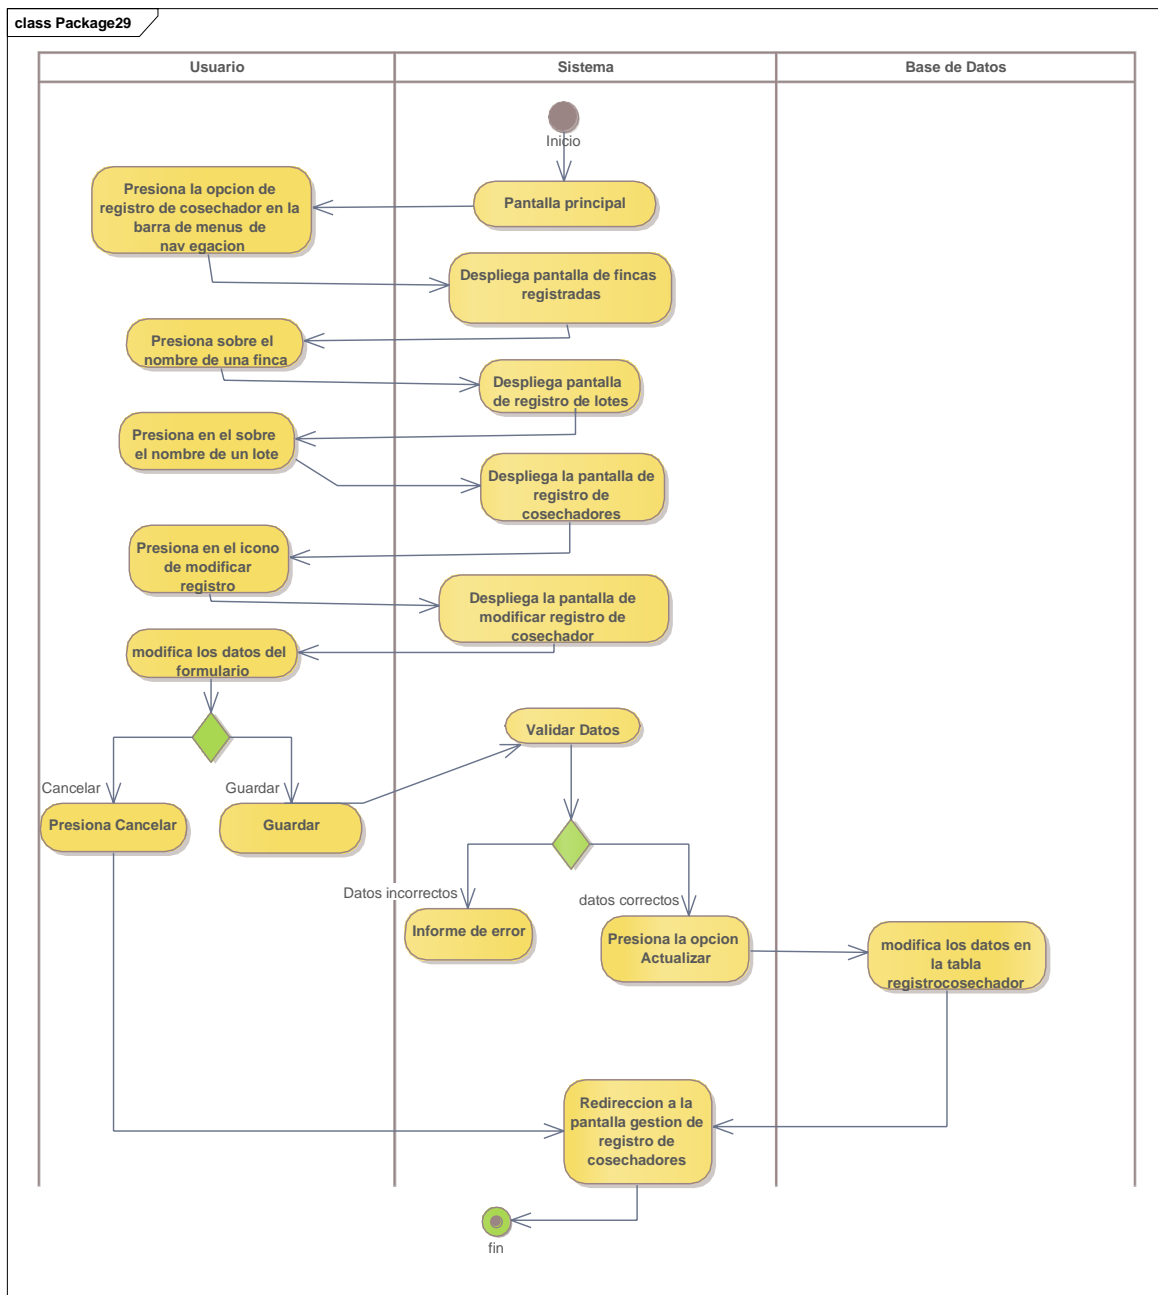 class Package29
Usuario
Sistema
Base de Datos
Inicio
Pantalla principal
Presiona la opcion de
registro de cosechador en la
barra de menus de
nav egacion
Despliega pantalla de fincas
registradas
Presiona sobre el
nombre de una finca
Despliega pantalla
de registro de lotes
Presiona en el sobre
el nombre de un lote
Despliega la pantalla de
registro de
cosechadores
Presiona en el icono
de modificar
registro
Despliega la pantalla de
modificar registro de
cosechador
modifica los datos del
formulario
Validar Datos
Cancelar
Guardar
Presiona Cancelar
Guardar
Datos incorrectos
datos correctos
Informe de error
Presiona la opcion
Actualizar
modifica los datos en
la tabla
registrocosechador
Redireccion a la
pantalla gestion de
registro de
cosechadores
fin